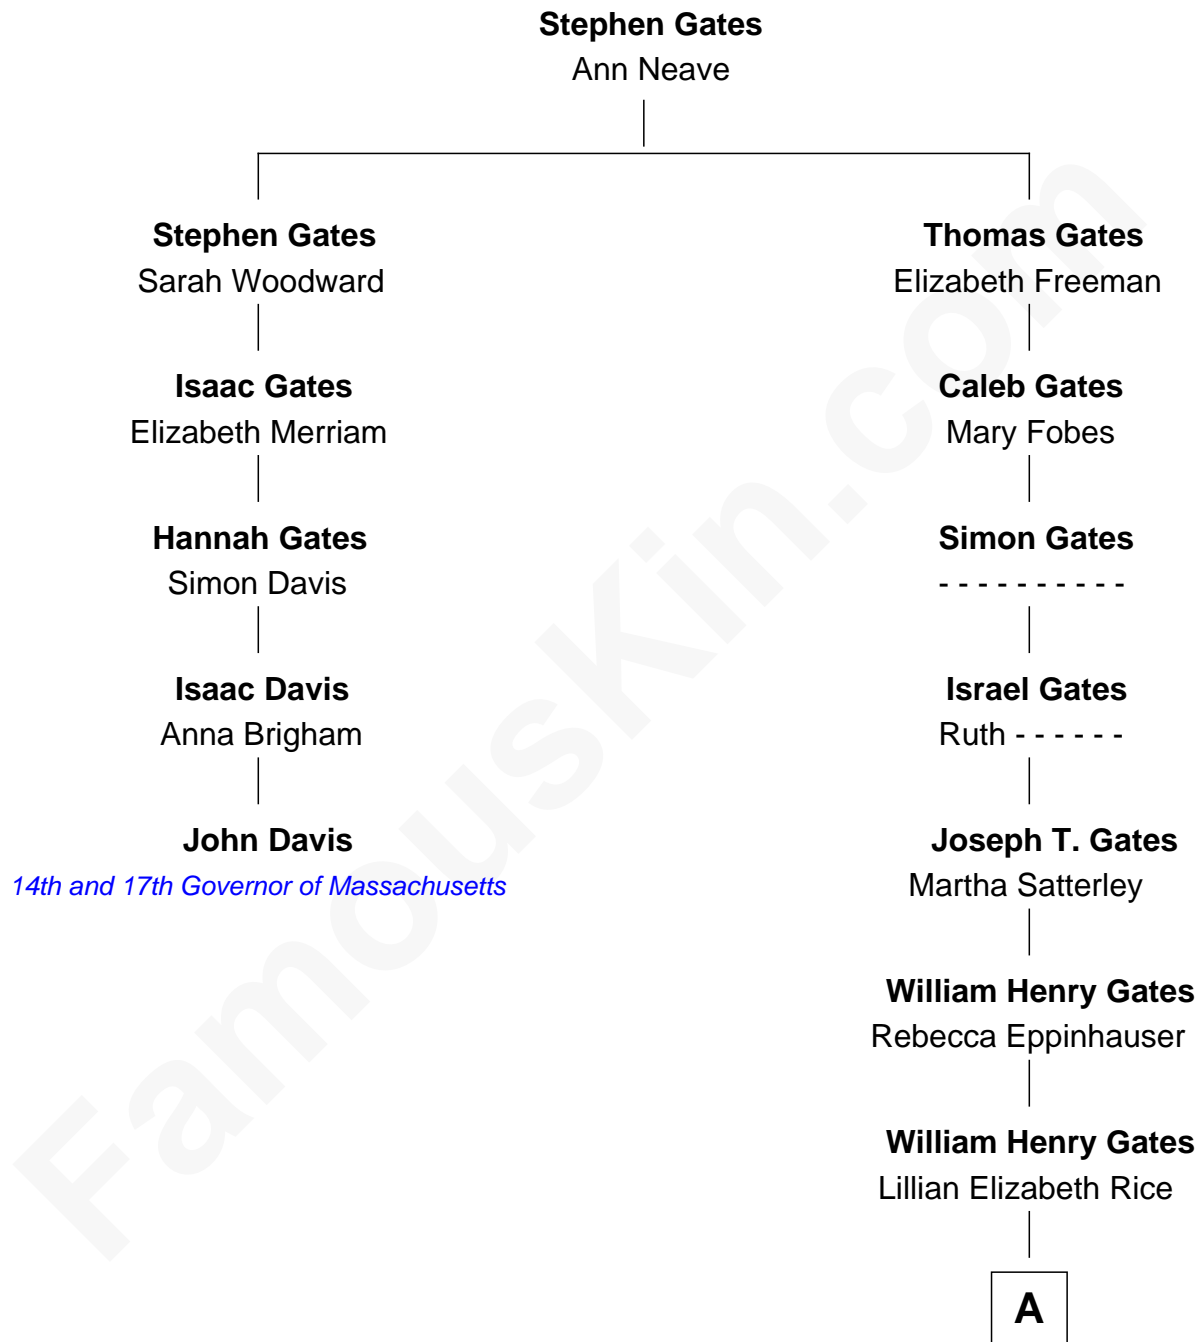 Stephen Gates
Ann Neave
Stephen Gates
Sarah Woodward
Thomas Gates
Elizabeth Freeman
Isaac Gates
Elizabeth Merriam
Caleb Gates
Mary Fobes
Hannah Gates
Simon Davis
Simon Gates
- - - - - - - - - -
Isaac Davis
Anna Brigham
Israel Gates
Ruth - - - - - -
John Davis
14th and 17th Governor of Massachusetts
Joseph T. Gates
Martha Satterley
William Henry Gates
Rebecca Eppinhauser
William Henry Gates
Lillian Elizabeth Rice
A
FamousKin.com